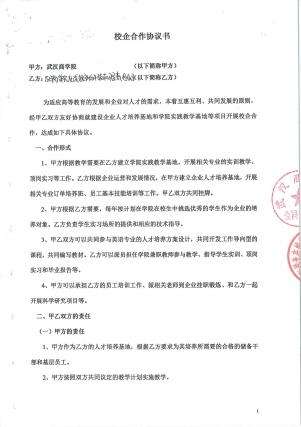 校企合作协议书
甲方：武汉商学院 （以下简称甲方）
乙方： （以下简称乙方）
为适应高等教育的发展和企业对人才的需求，本着互惠互利、共同发展的原则，
经甲乙双方友好协商就建设企业人才培养基地和学院实践教学基地等项目开展校企合
作，达成如下具体协议。
一、合作形式
1、甲方根据教学需要在乙方建立学院实践教学基地，开展相关专业的实训教学、
顶岗实习等工作。乙方根据企业运营和发展情况，在甲方建立企业人才培养基地，开展
相关专业订单培养班、员工基本技能培训等工作。甲、乙双方共同挂牌。
2、甲方根据乙方需要，每年按计划在学院在校生中挑选优秀的学生作为企业的培
养对象。乙方负责学生实习场所的提供和相应的技术指导。
3、甲乙双方可以共同参与英语专业的人才培养方案设计，共同开发工作导向型的
课程，共同编写教材。乙方可以派员担任学院兼职教师参与教学、指导学生实训、顶岗
实习和毕业报告等。
4、甲方可以承担乙方的员工培训工作、派相关老师到企业挂职锻炼、和乙方一起
开展科学研究项目等。
二、甲乙双方的责任
（一）甲方的责任
1、甲方作为乙方的人才培养基地，根据乙方要求为其培养所需要的合格的储备干
部和基层员工。
2、甲方按照双方共同议定的教学计划实施教学。
1